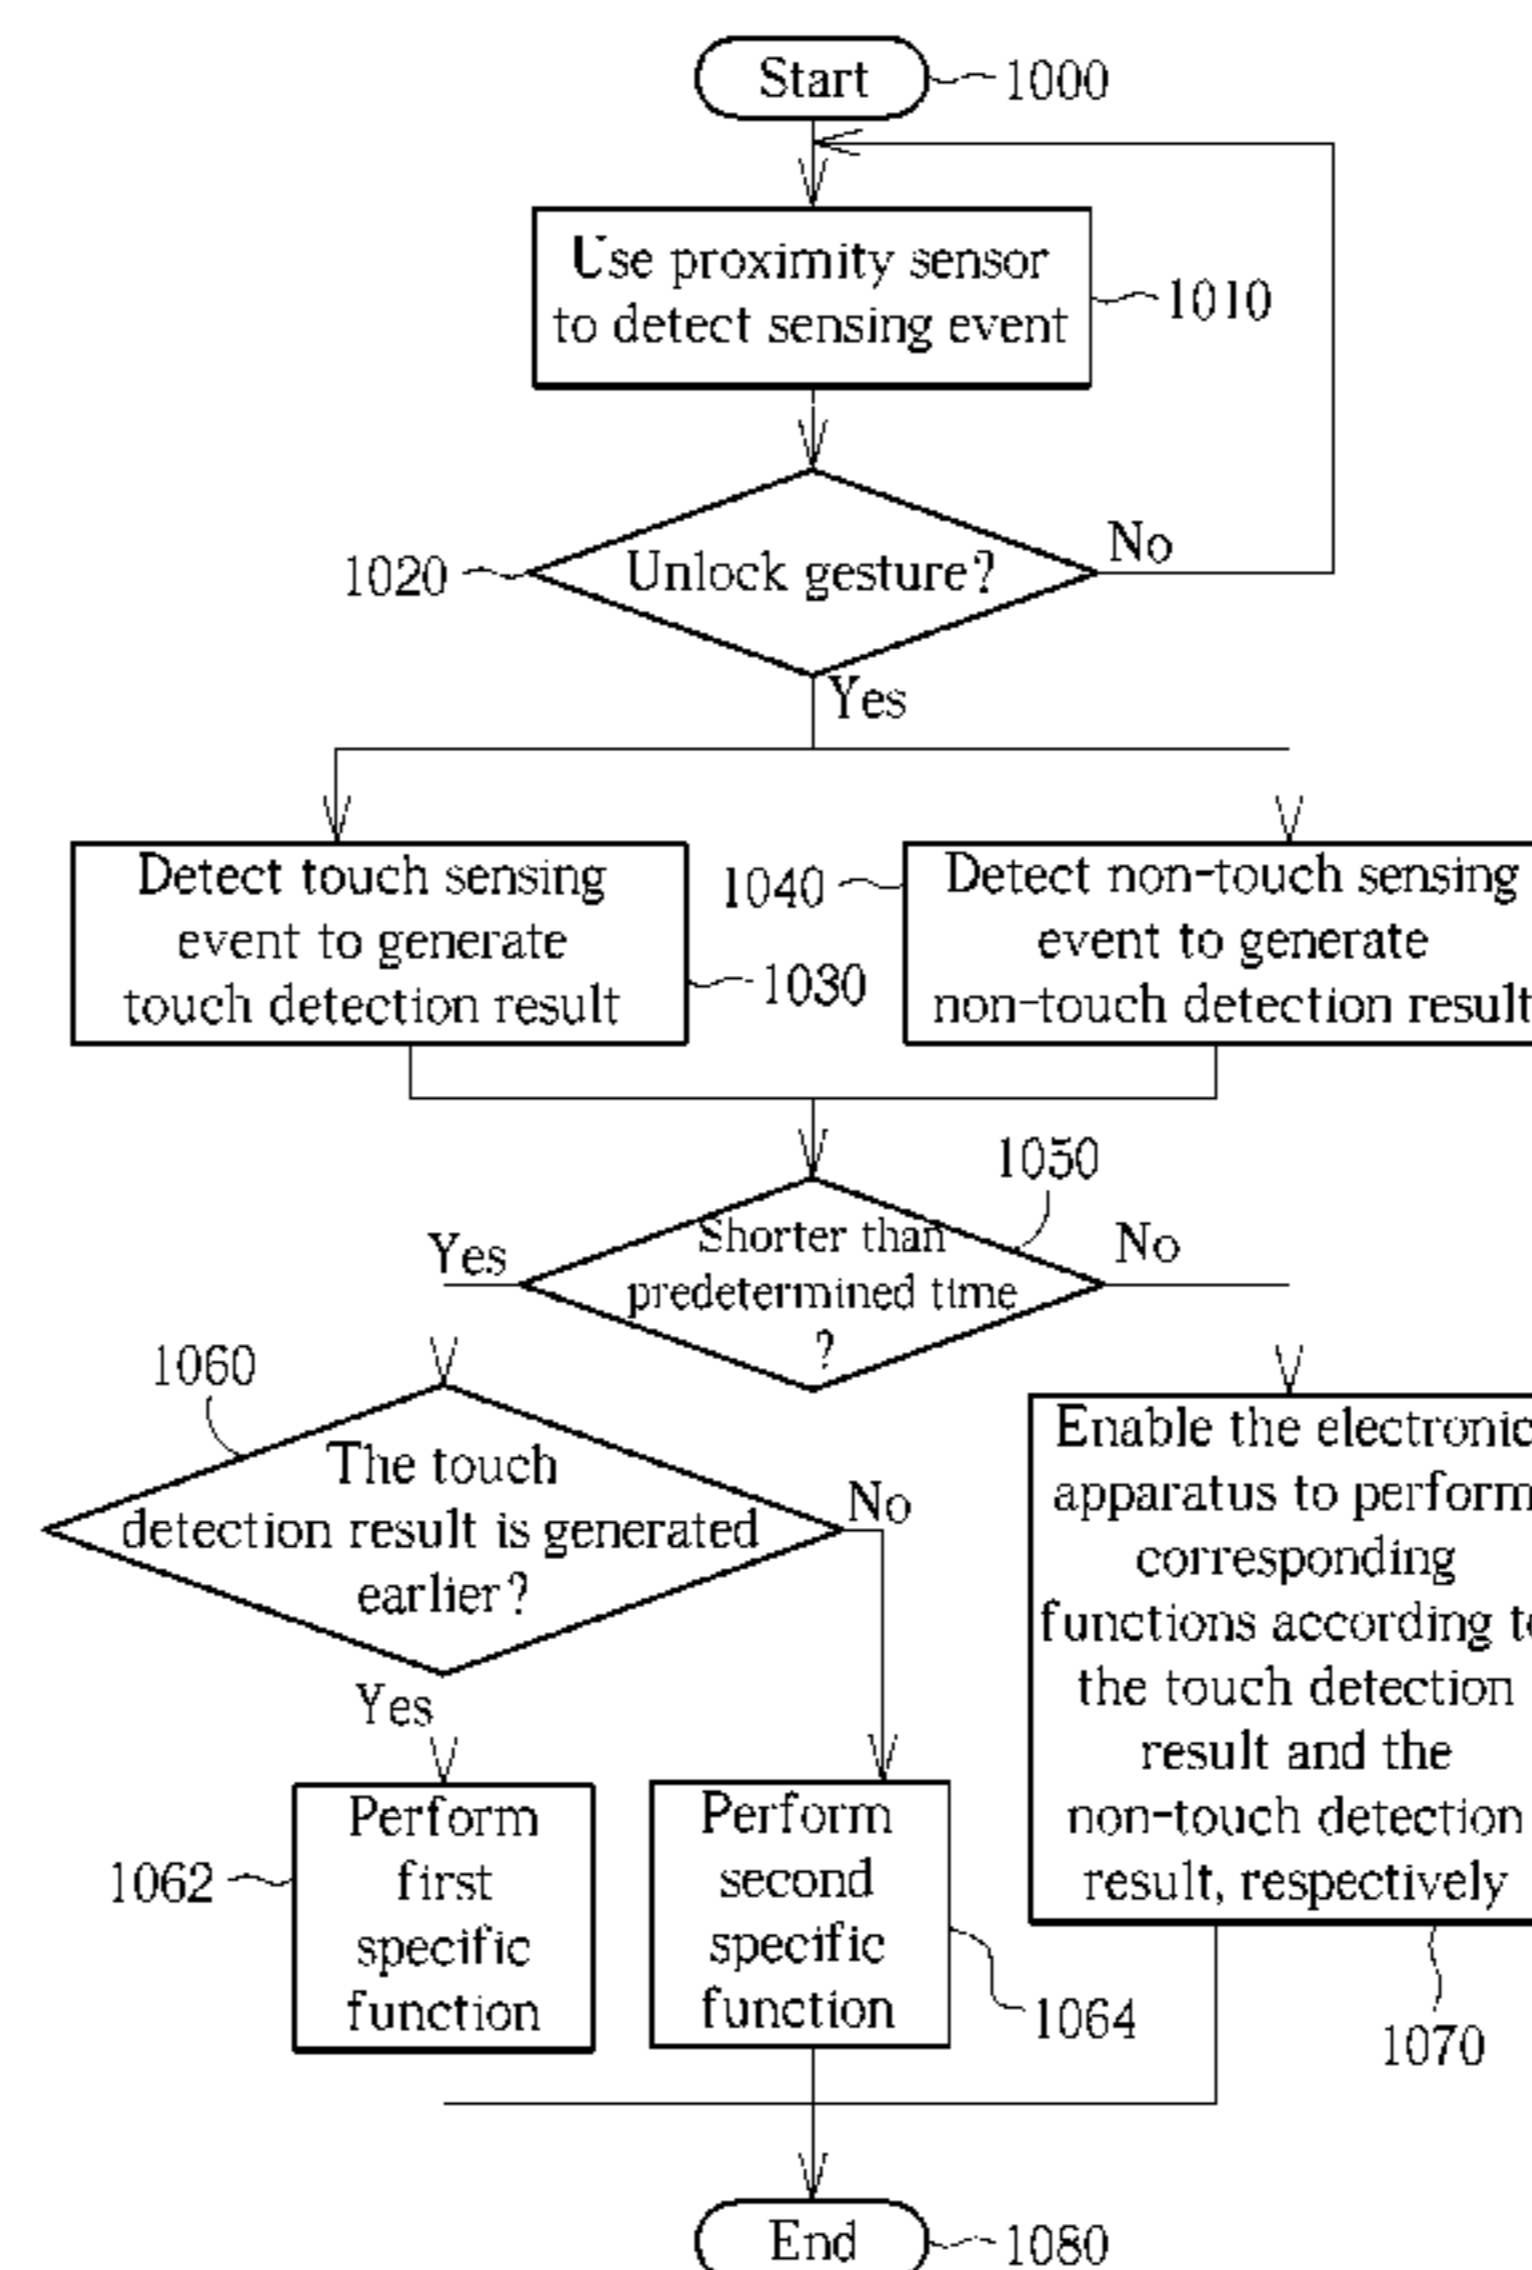 Start
1000
Use proximity sensor
to detect sensing event
1010
1020
Unlock gesture?
No
Yes
Detect touch sensing
event to generate
touch detection result
1030
1040
Detect non-touch sensing
event to generate
non-touch detection result
1050
Yes
Shorter than
predetermined time
?
No
1060
The touch
detection result is generated
earlier?
No
Yes
Enable the electronic
apparatus to perform
corresponding
functions according to
the touch detection
result and the
non-touch detection
result, respectively
1062
Perform
first
specific
function
Perform
second
specific
function
1064
1070
End
1080